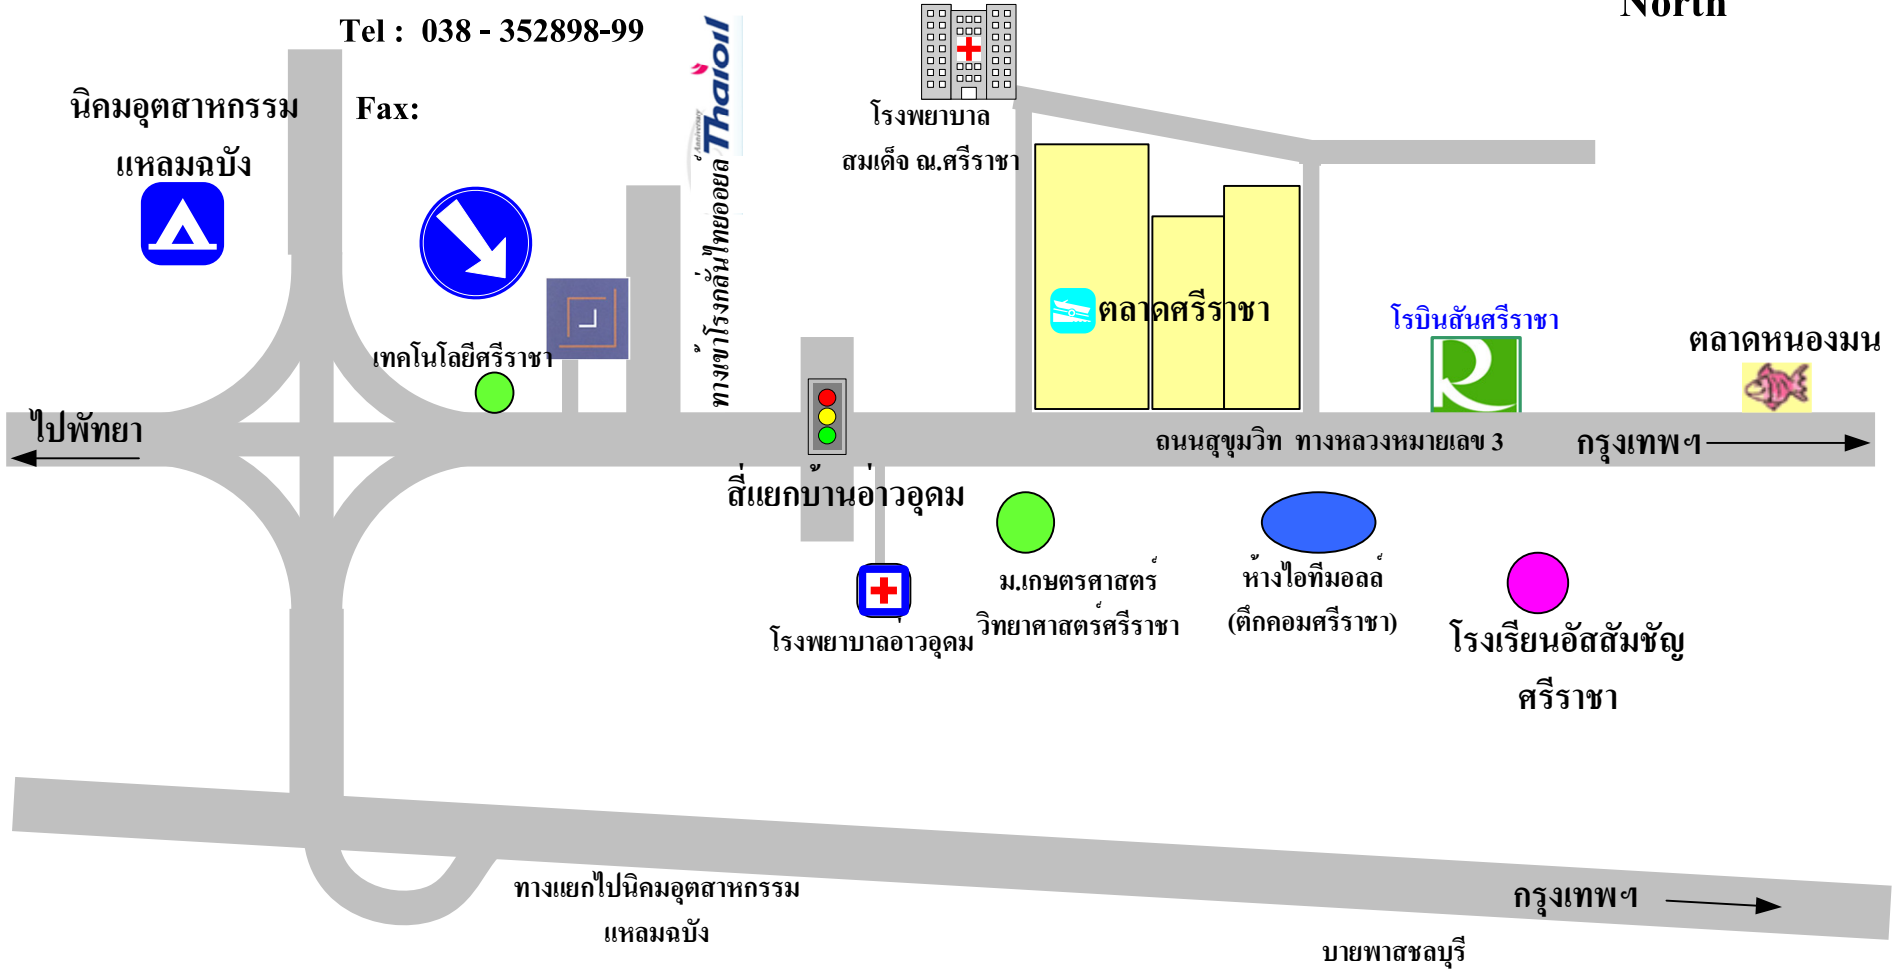 North
Tel : 038 - 352898-99
Fax:
นิคมอุตสาหกรรม
แหลมฉบัง
Thaioil
Anniversary
ทางเข้าโรงกลั่นไทยออยล์
โรงพยาบาล
สมเด็จ ณ.ศรีราชา
ตลาดศรีราชา
โรบินสันศรีราชา
ตลาดหนองมน
เทคโนโลยีศรีราชา
ไปพัทยา
ถนนสุขุมวิท ทางหลวงหมายเลข 3
กรุงเทพฯ
สี่แยกบ้านอ่าวอุดม
ม.เกษตรศาสตร์
วิทยาศาสตร์ศรีราชา
ห้างไอทีมอลล์
(ตึกคอมศรีราชา)
โรงพยาบาลอ่าวอุดม
โรงเรียนอัสสัมชัญ
ศรีราชา
ทางแยกไปนิคมอุตสาหกรรม
แหลมฉบัง
กรุงเทพฯ
บายพาสชลบุรี